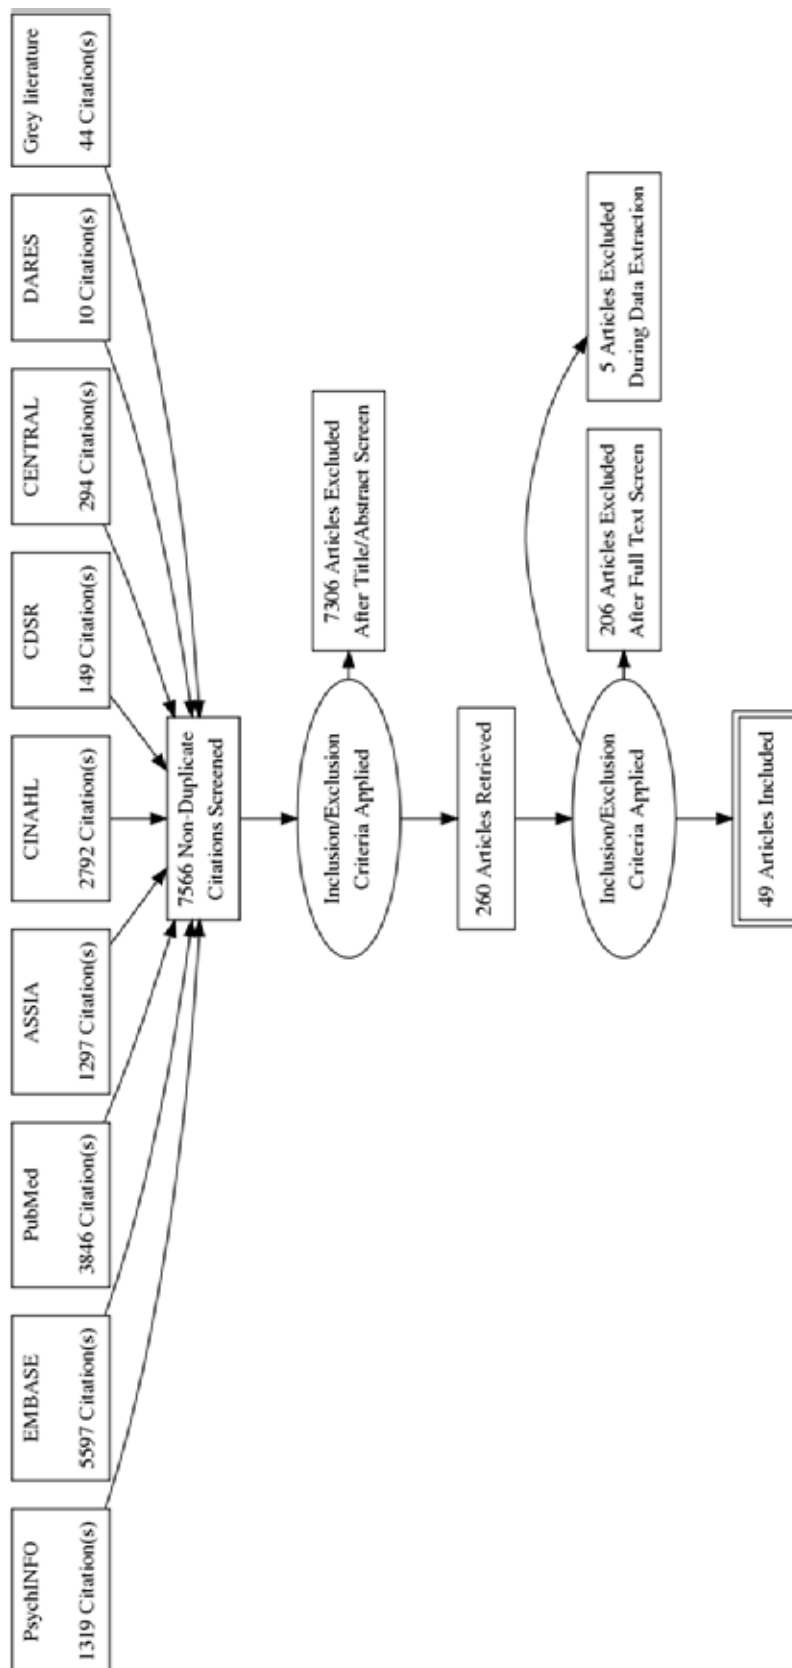 PsychINFO
1319 Citation(s)
EMBASE
5597 Citation(s)
PubMed
3846 Citation(s)
ASSIA
1297 Citation(s)
CINAHL
2792 Citation(s)
CDSR
149 Citation(s)
CENTRAL
294 Citation(s)
DARES
10 Citation(s)
Grey literature
44 Citation(s)
7566 Non-Duplicate
Citations Screened
Inclusion/Exclusion
Criteria Applied
7306 Articles Excluded
After Title/Abstract Screen
260 Articles Retrieved
Inclusion/Exclusion
Criteria Applied
206 Articles Excluded
After Full Text Screen
5 Articles Excluded
During Data Extraction
49 Articles Included